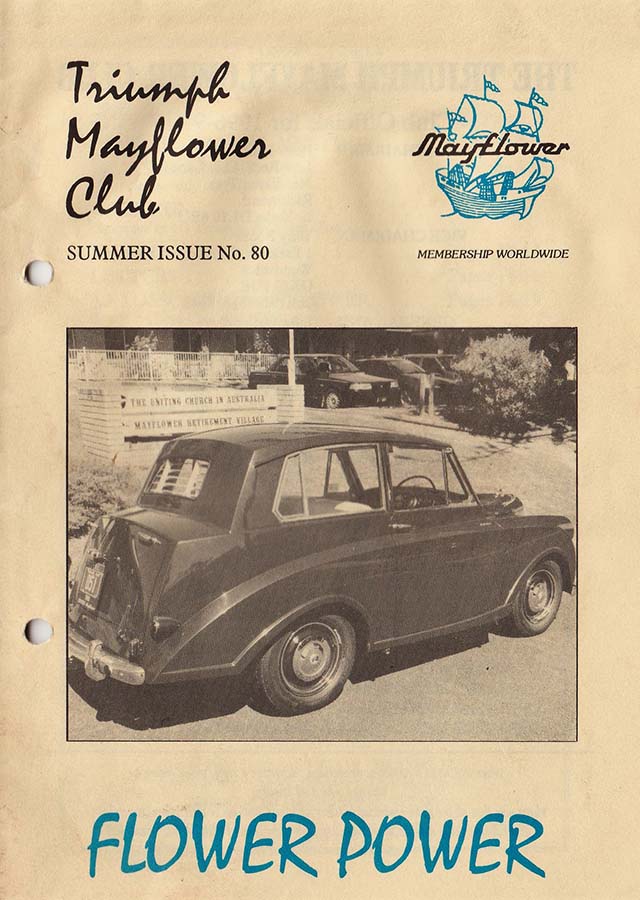 Triumph
Mayflower
Club
Mayflower
SUMMER ISSUE No. 80
MEMBERSHIP WORLDWIDE
THE UNITING CHURCH IN AUSTRALIA
MAYFLOWER RETIREMENT VILLAGE
FLOWER POWER